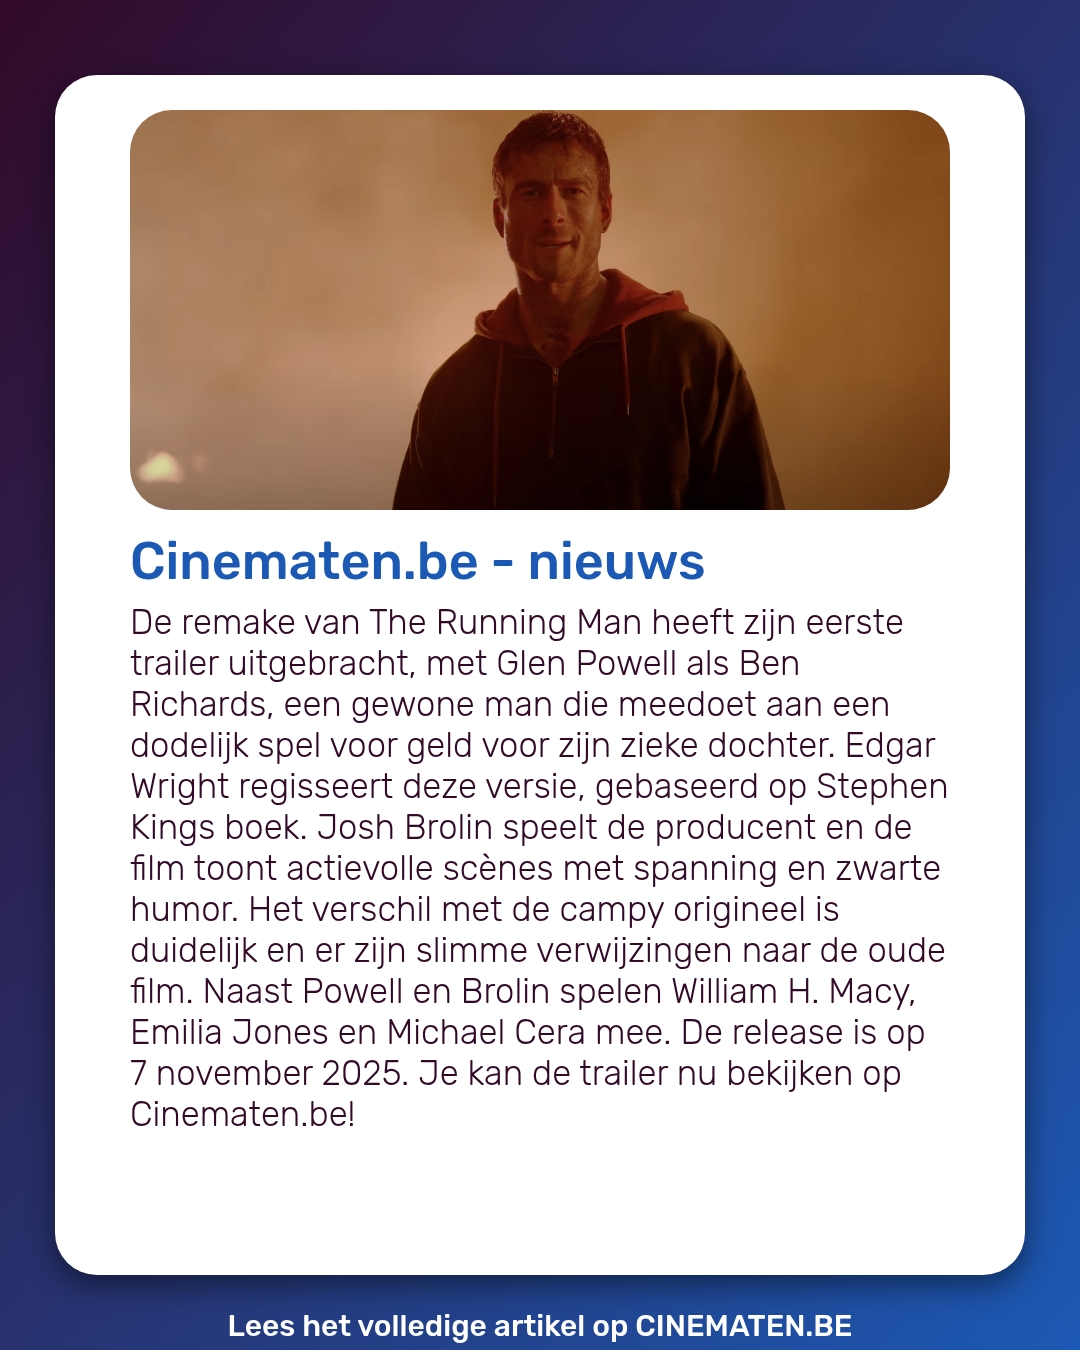 Cinematen.be - nieuws
De remake van The Running Man heeft zijn eerste
trailer uitgebracht, met Glen Powell als Ben
Richards, een gewone man die meedoet aan een
dodelijk spel voor geld voor zijn zieke dochter. Edgar
Wright regisseert deze versie, gebaseerd op Stephen
Kings boek. Josh Brolin speelt de producent en de
film toont actievolle scènes met spanning en zwarte
humor. Het verschil met de campy origineel is
duidelijk en er zijn slimme verwijzingen naar de oude
film. Naast Powell en Brolin spelen William H. Macy,
Emilia Jones en Michael Cera mee. De release is op
7 november 2025. Je kan de trailer nu bekijken op
Cinematen.be!
Lees het volledige artikel op CINEMATEN.BE